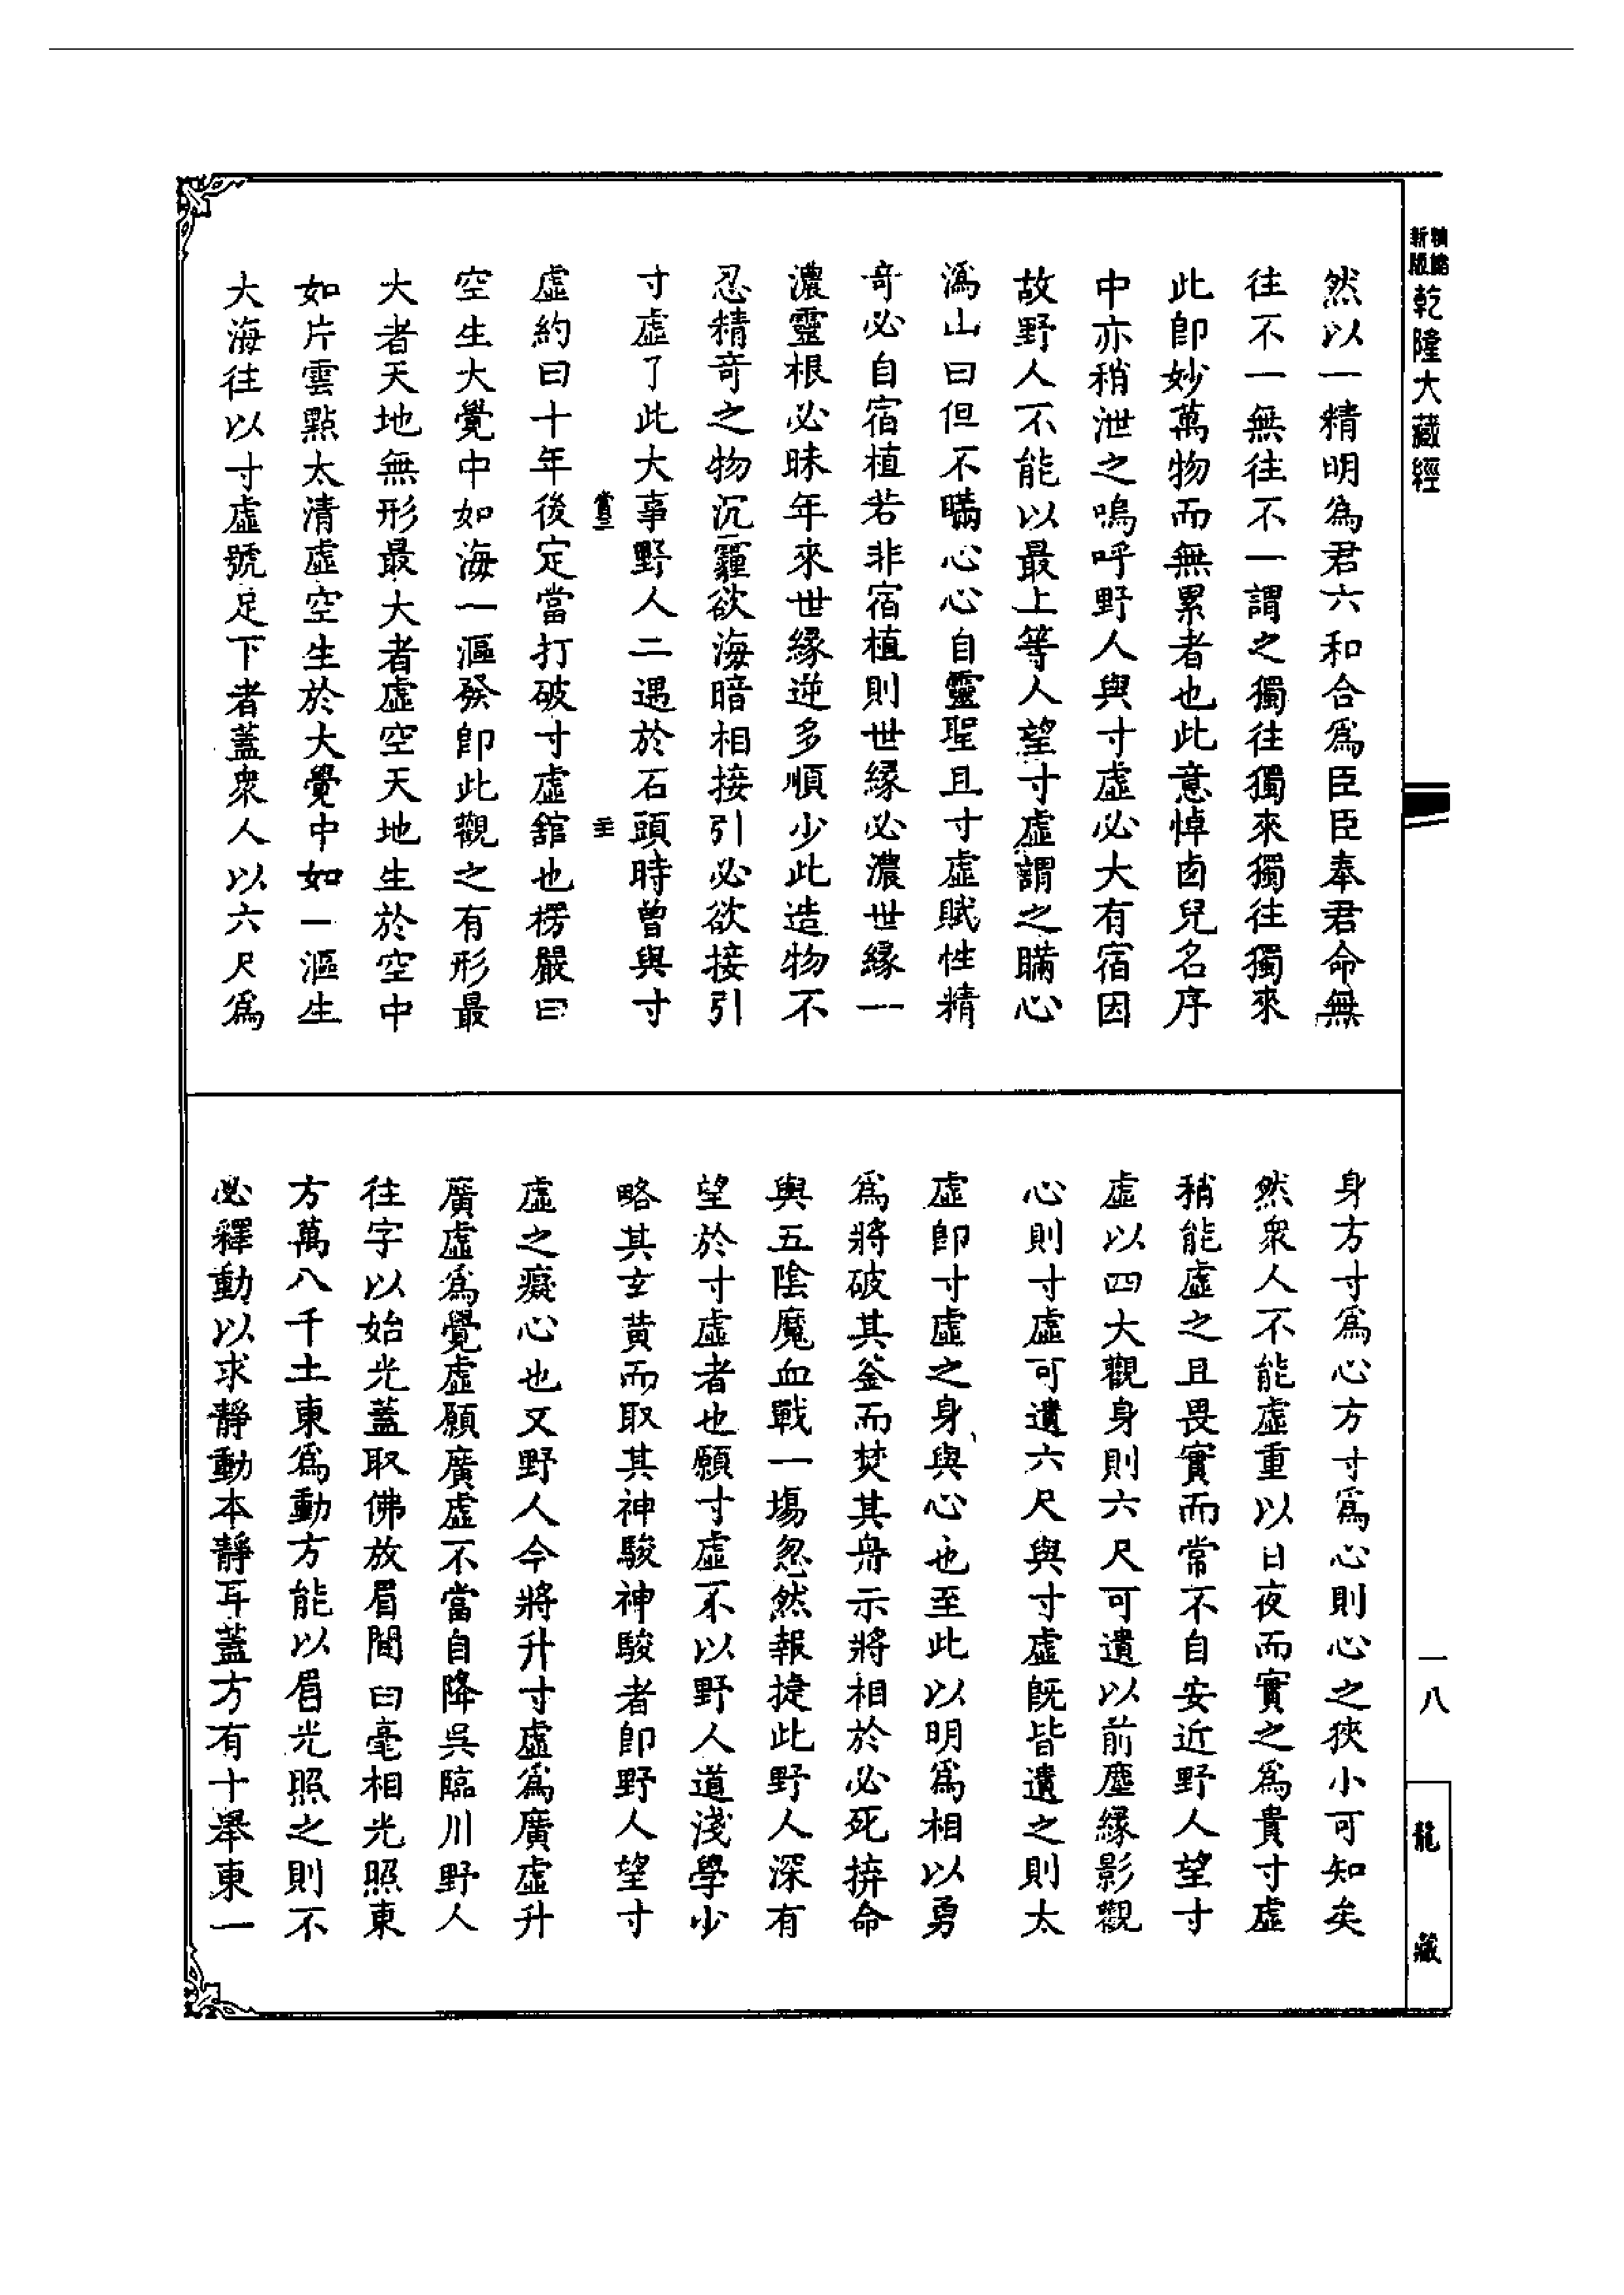 新版
精縮
乾隆大藏經
一八
龍藏
然以一精明為君六和合爲臣臣奉君命無
往不一無往不一謂之獨往獨來獨往獨來
此即妙萬物而無累者也此意悼卣兒名序
中亦稍泄之嗚呼野人與寸虛必大有宿因
故野人不能以最上等人望寸虛謂之瞞心
溈山曰但不瞞心心自靈聖且寸虛賦性精
奇必自宿植若非宿植則世緣必濃世緣一
濃靈根必昧年來世緣逆多順少此造物不
忍精奇之物沉霾欲海暗相接引必欲接引
寸虛了此大事野人二遇於石頭時曾與寸
虛約曰十年後定當打破寸虛館也楞嚴曰
空生大覺中如海一漚發即此觀之有形最
大者天地無形最大者虛空天地生於空中
如片雲點太清虛空生於大覺中如一漚生
大海往以寸虛號足下者蓋衆人以六尺爲
身方寸爲心方寸爲心則心之狹小可知矣
然衆人不能虛重以日夜而實之爲貴寸虛
稍能虛之且畏實而常不自安近野人望寸
虛以四大觀身則六尺可遺以前塵緣影觀
心則寸虛可遺六尺與寸虛既皆遺之則太
虛即寸虛之身與心也至此以明爲相以勇
爲將破其釜而焚其舟示將相於必死拚命
與五陰魔血戰一場忽然報捷此野人深有
望於寸虛者也願寸虛不以野人道淺學少
略其玄黃而取其神駿神駿者即野人望寸
虛之癡心也又野人今將升寸虛爲廣虛升
廣虛爲覺虛願廣虛不當自降吳臨川野人
往字以始光蓋取佛放眉間白毫相光照東
方萬八千土東爲動方能以眉光照之則不
必釋動以求靜動本靜耳蓋方有十舉東一